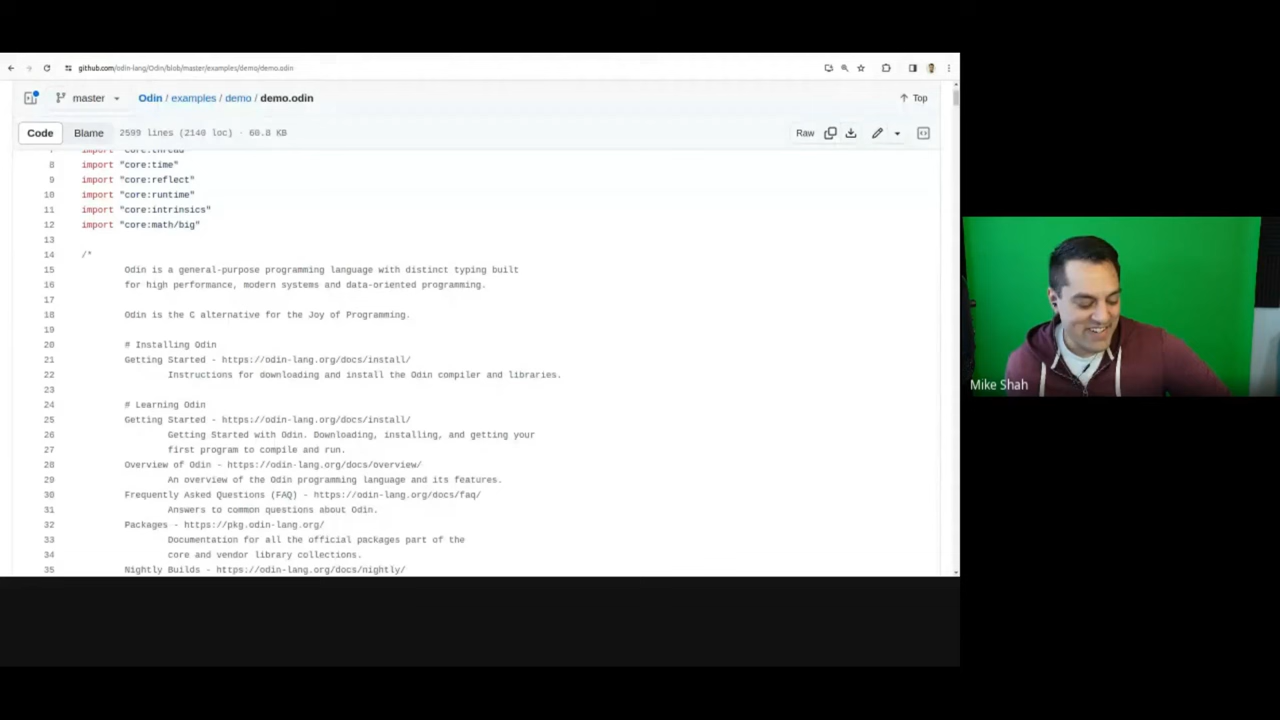 github.com/odin-lang/Odin/blob/master/examples/demo/demo.odin
master Odin / examples / demo / demo.odin Top
Code Blame 2599 lines (2140 loc) · 60.8 KB Raw
7 import "core:thread"
8 import "core:time"
9 import "core:reflect"
10 import "core:runtime"
11 import "core:intrinsics"
12 import "core:math/big"
13
14 /*
15 Odin is a general-purpose programming language with distinct typing built
16 for high performance, modern systems and data-oriented programming.
17
18 Odin is the C alternative for the Joy of Programming.
19
20 # Installing Odin
21 Getting Started - https://odin-lang.org/docs/install/
22 Instructions for downloading and install the Odin compiler and libraries.
23
24 # Learning Odin
25 Getting Started - https://odin-lang.org/docs/install/
26 Getting Started with Odin. Downloading, installing, and getting your
27 first program to compile and run.
28 Overview of Odin - https://odin-lang.org/docs/overview/
29 An overview of the Odin programming language and its features.
30 Frequently Asked Questions (FAQ) - https://odin-lang.org/docs/faq/
31 Answers to common questions about Odin.
32 Packages - https://pkg.odin-lang.org/
33 Documentation for all the official packages part of the
34 core and vendor library collections.
35 Nightly Builds - https://odin-lang.org/docs/nightly/
Mike Shah